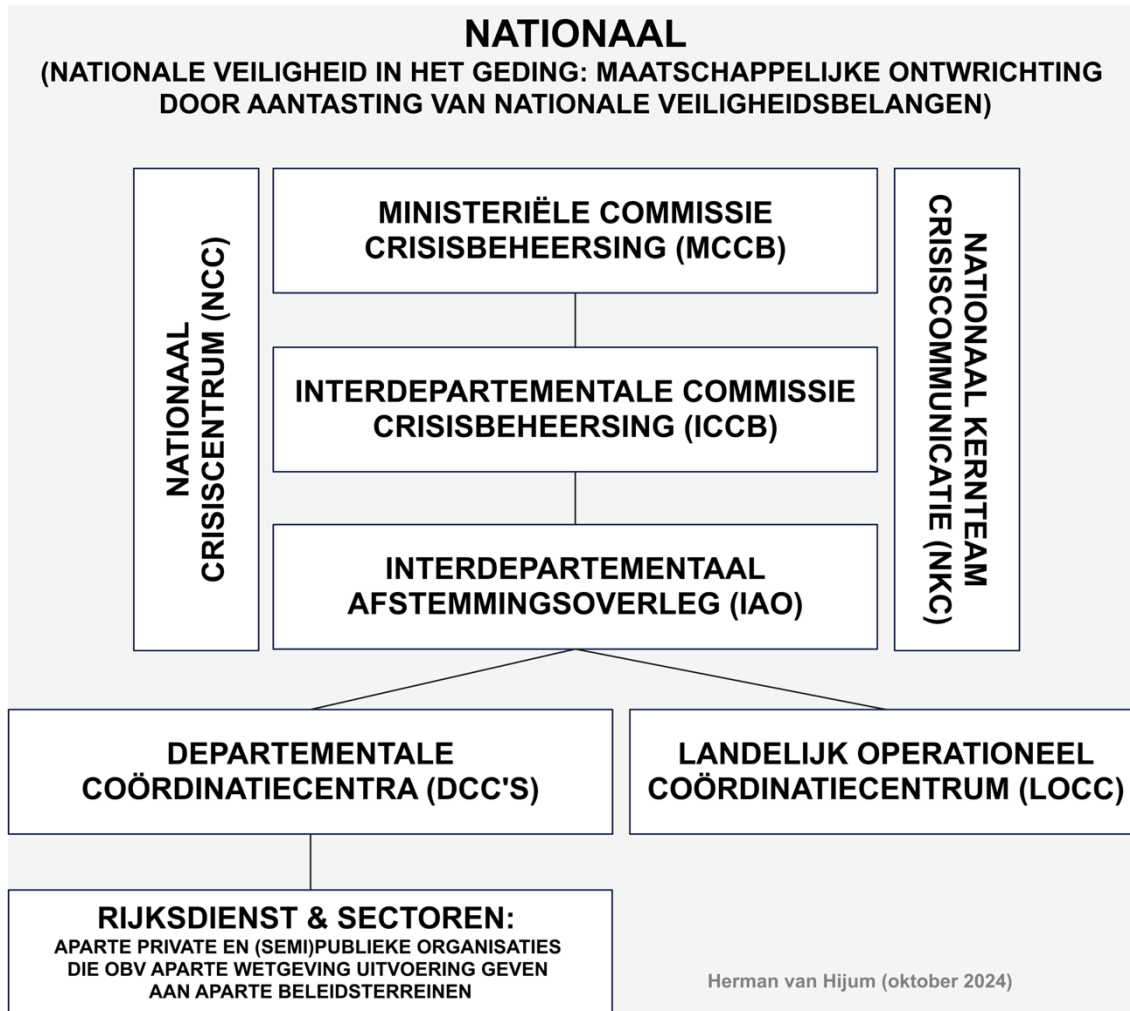 NATIONAAL
(NATIONALE VEILIGHEID IN HET GEDING: MAATSCHAPPELIJKE ONTWRICHTING
DOOR AANTASTING VAN NATIONALE VEILIGHEIDSBELANGEN)
NATIONAAL
CRISISCENTRUM (NCC)
MINISTERIËLE COMMISSIE
CRISISBEHEERSING (MCCB)
INTERDEPARTEMENTALE COMMISSIE
CRISISBEHEERSING (ICCB)
INTERDEPARTEMENTAAL
AFSTEMMINGSOVERLEG (IAO)
NATIONAAL KERNTEAM
CRISISCOMMUNICATIE (NKC)
DEPARTEMENTALE
COÖRDINATIECENTRA (DCC'S)
LANDELIJK OPERATIONEEL
COÖRDINATIECENTRUM (LOCC)
RIJKSDIENST & SECTOREN:
APARTE PRIVATE EN (SEMI)PUBLIEKE ORGANISATIES
DIE OBV APARTE WETGEVING UITVOERING GEVEN
AAN APARTE BELEIDSTERREINEN
Herman van Hijum (oktober 2024)